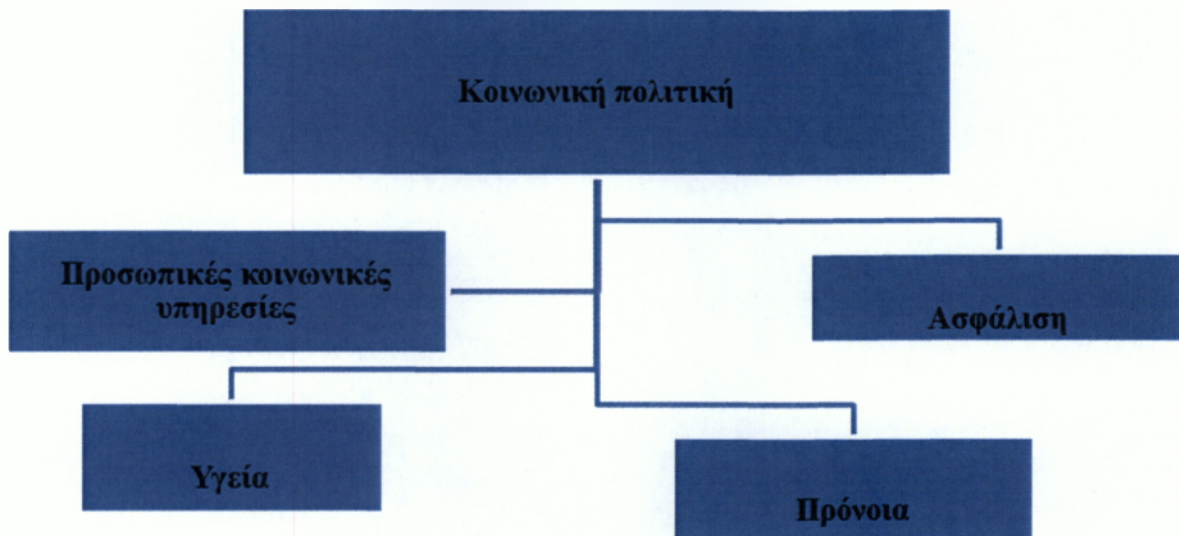 Κοινωνική πολιτική
Προσωπικές κοινωνικές
υπηρεσίες
Ασφάλιση
Υγεία
Πρόνοια